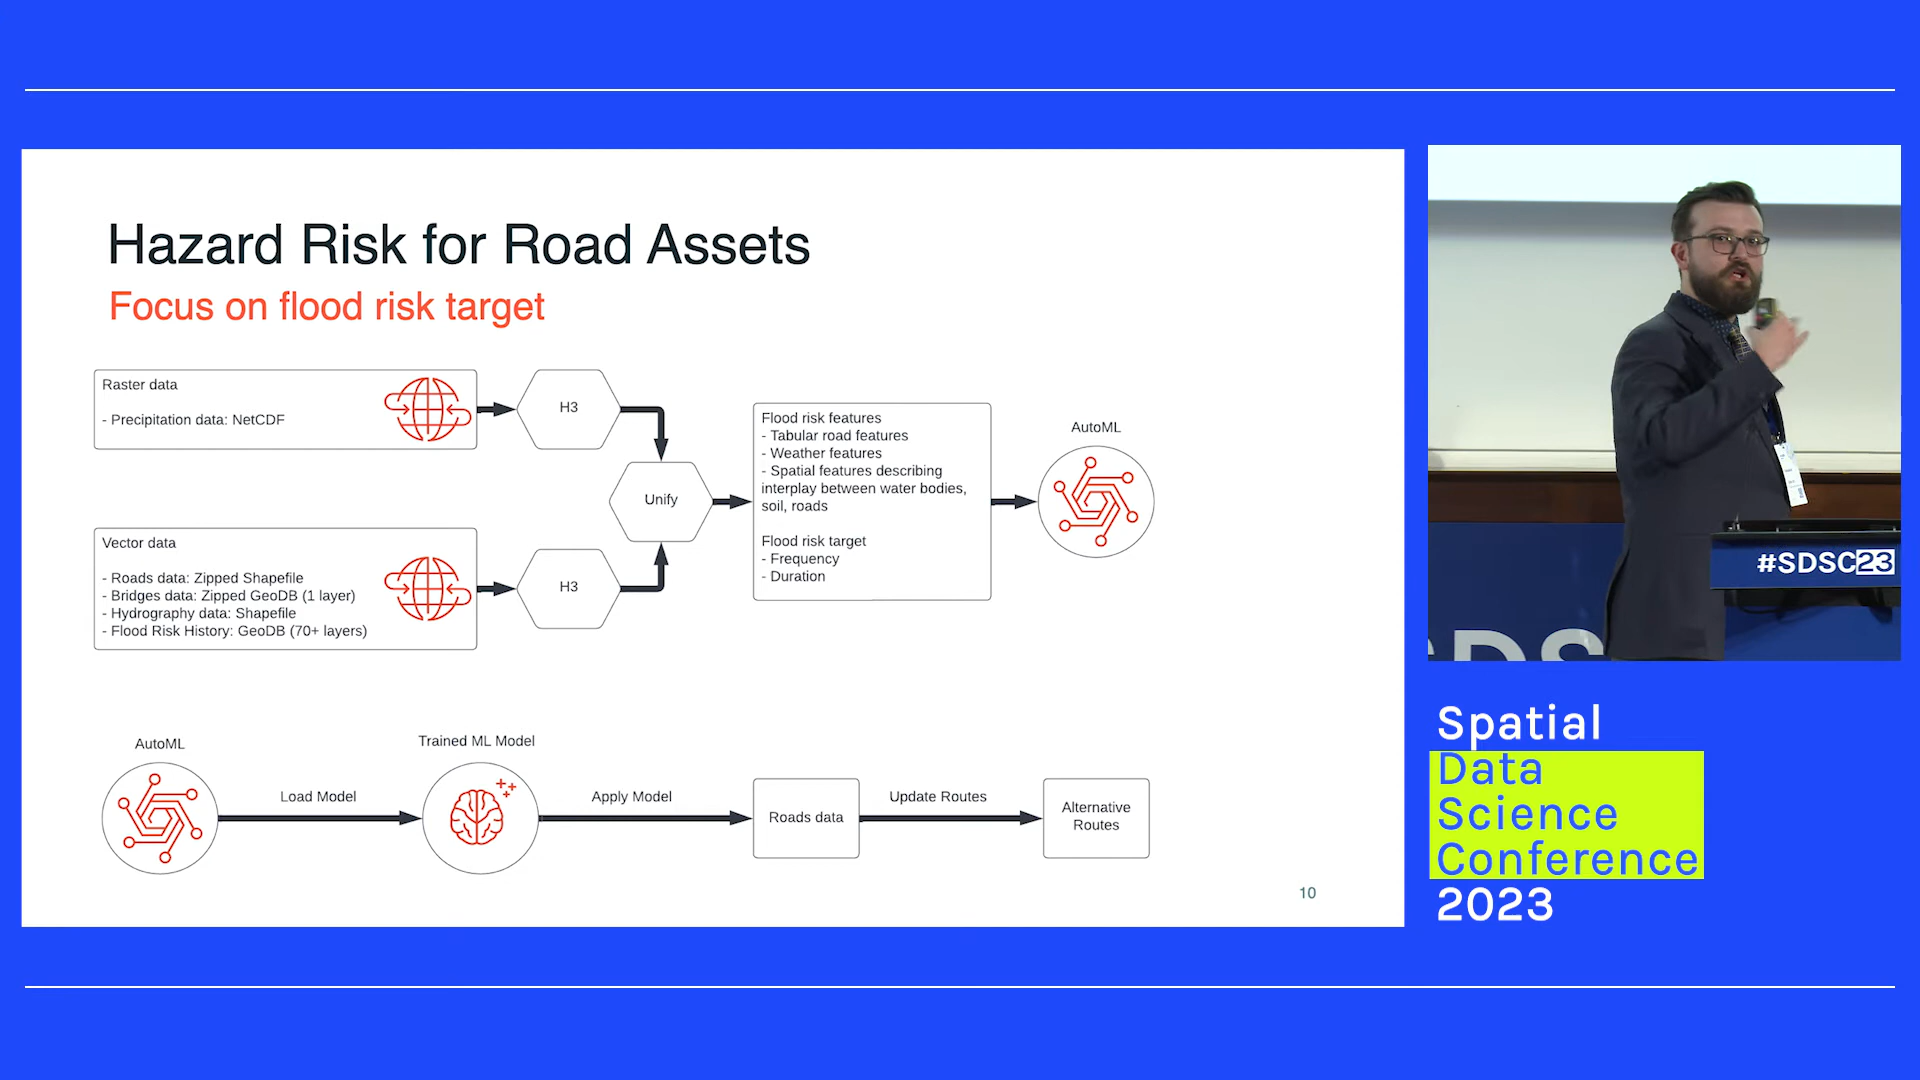 Hazard Risk for Road Assets
Focus on flood risk target
Raster data
- Precipitation data: NetCDF
H3
Vector data
- Roads data: Zipped Shapefile
- Bridges data: Zipped GeoDB (1 layer)
- Hydrography data: Shapefile
- Flood Risk History: GeoDB (70+ layers)
H3
Unify
Flood risk features
- Tabular road features
- Weather features
- Spatial features describing
interplay between water bodies,
soil, roads
Flood risk target
- Frequency
- Duration
AutoML
AutoML
Load Model
Trained ML Model
Apply Model
Roads data
Update Routes
Alternative
Routes
10
#SDSC23
SDS
Spatial
Data
Science
Conference
2023